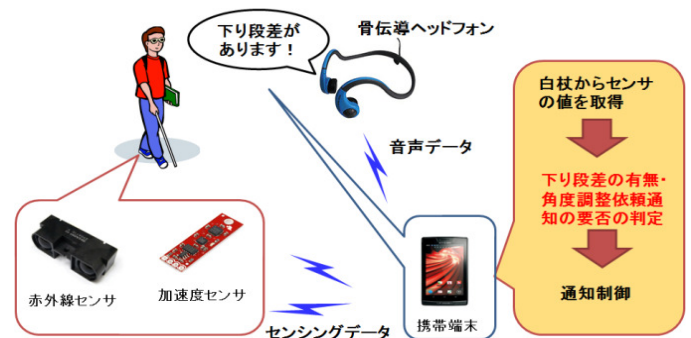 下り段差が
あります！
骨伝導ヘッドフォン
白杖からセンサ
の値を取得
音声データ
下り段差の有無・
角度調整依頼通
知の要否の判定
赤外線センサ
加速度センサ
通知制御
携帯端末
センシングデータ